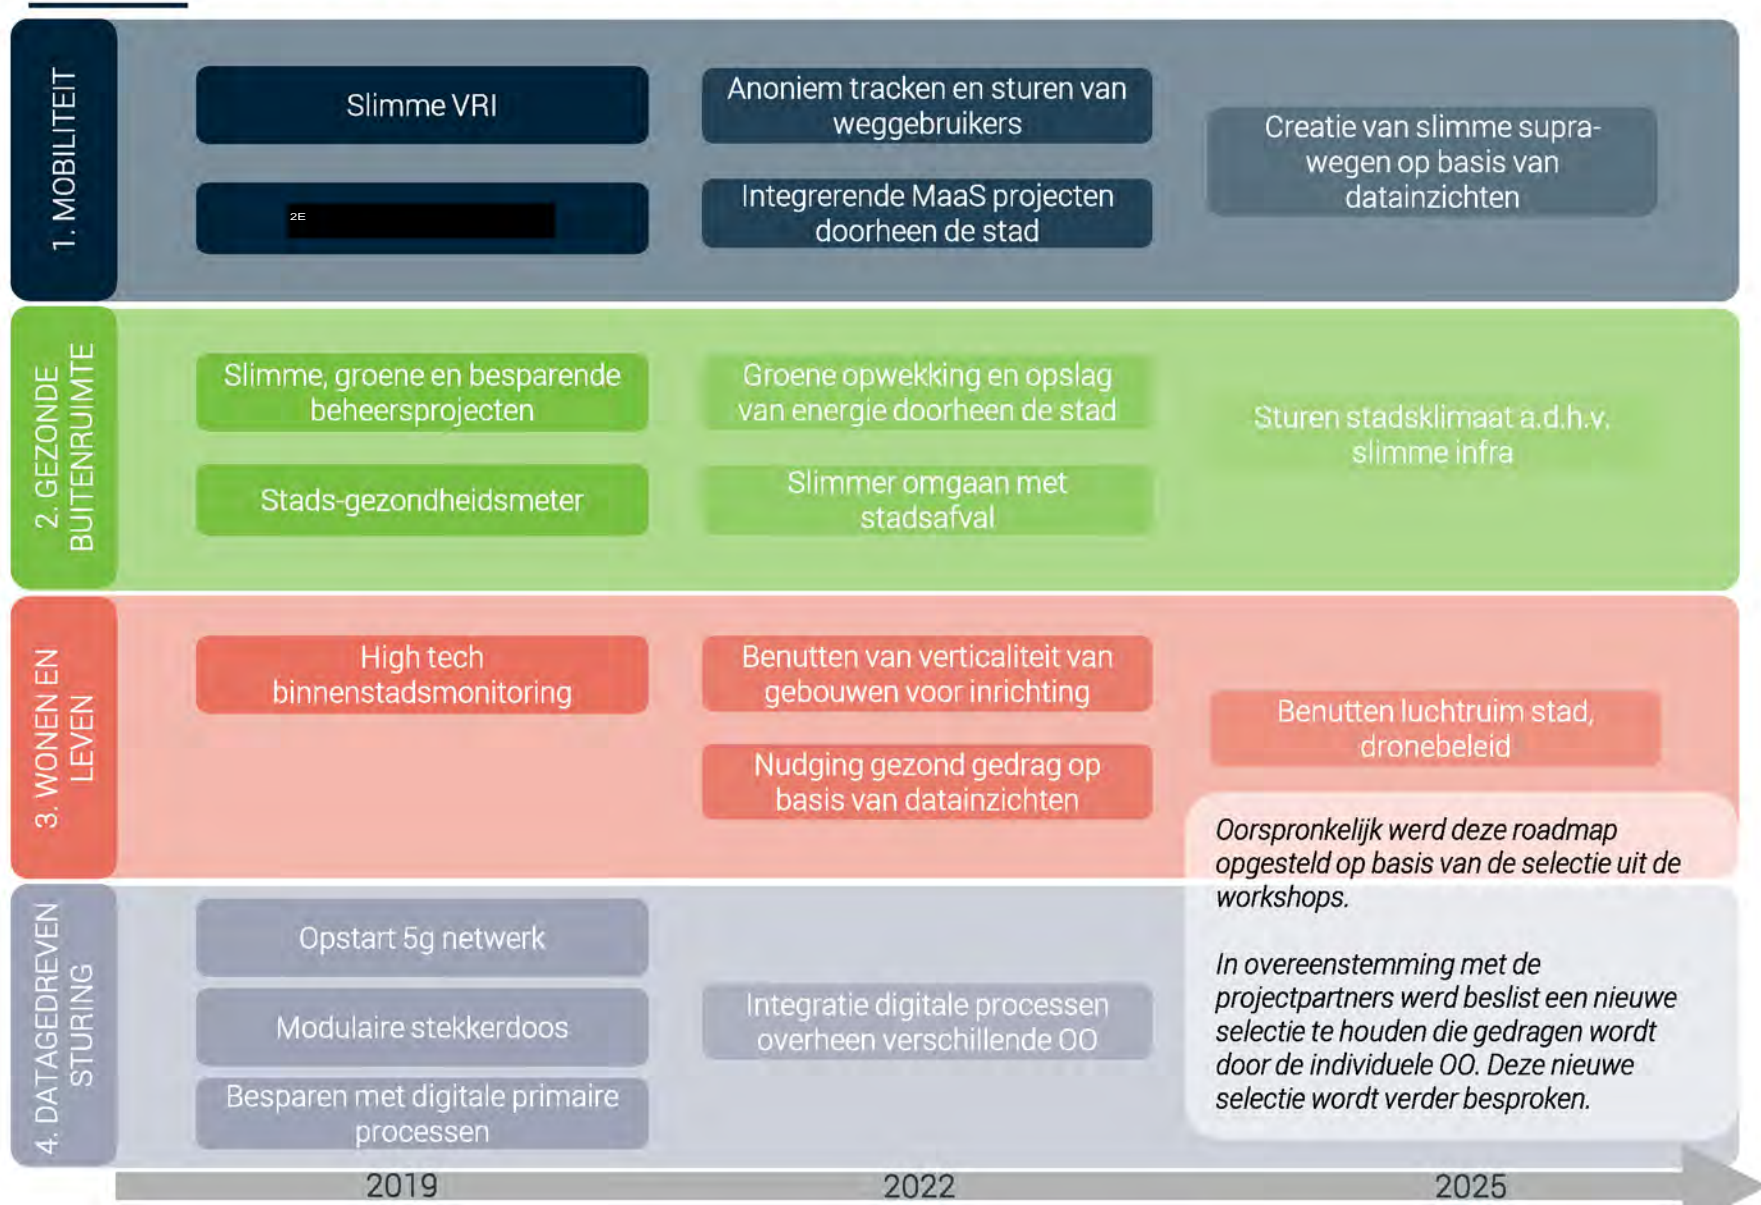 1. MOBILITEIT
Slimme VRI
2E
Anoniem tracken en sturen van
weggebruikers
Integrerende MaaS projecten
doorheen de stad
Creatie van slimme supra-
wegen op basis van
datainzichten
2. GEZONDE
BUITENRUIMTE
Slimme, groene en besparende
beheersprojecten
Stads-gezondheidsmeter
Groene opwekking en opslag
van energie doorheen de stad
Slimmer omgaan met
stadsafval
Sturen stadsklimaat a.d.h.v.
slimme infra
3. WONEN EN
LEVEN
High tech
binnenstadsmonitoring
Benutten van verticaliteit van
gebouwen voor inrichting
Nudging gezond gedrag op
basis van datainzichten
Benutten luchtruim stad,
dronebeleid
4. DATAGEDREVEN
STURING
Opstart 5g netwerk
Modulaire stekkerdoos
Besparen met digitale primaire
processen
Integratie digitale processen
overheen verschillende OO
Oorspronkelijk werd deze roadmap
opgesteld op basis van de selectie uit de
workshops.
In overeenstemming met de
projectpartners werd beslist een nieuwe
selectie te houden die gedragen wordt
door de individuele OO. Deze nieuwe
selectie wordt verder besproken.
2019
2022
2025